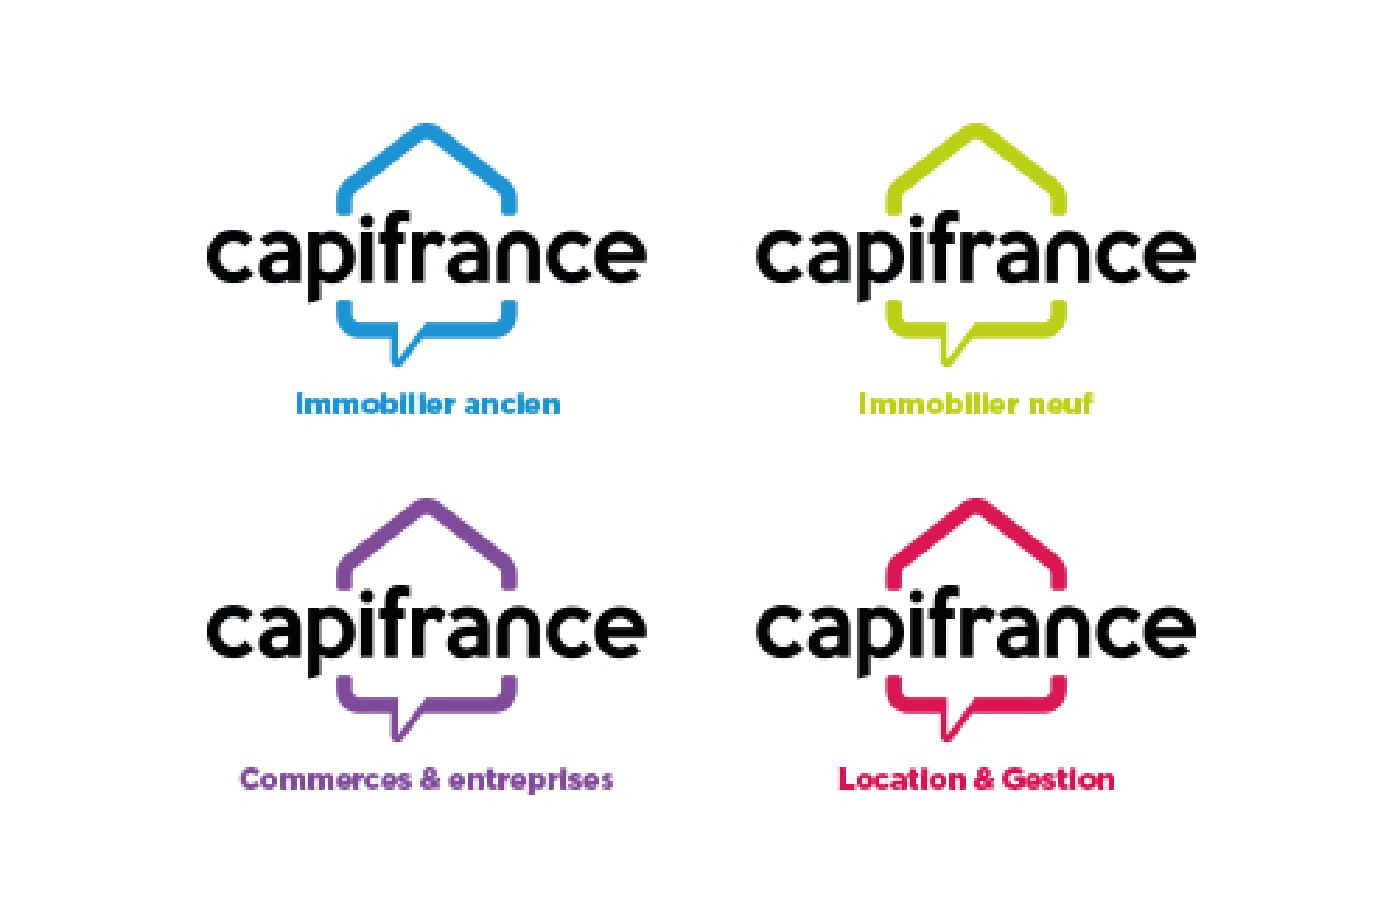 capifrance
Immobilier ancien
capifrance
Immobilier neuf
capifrance
Commerces & entreprises
capifrance
Location & Gestion